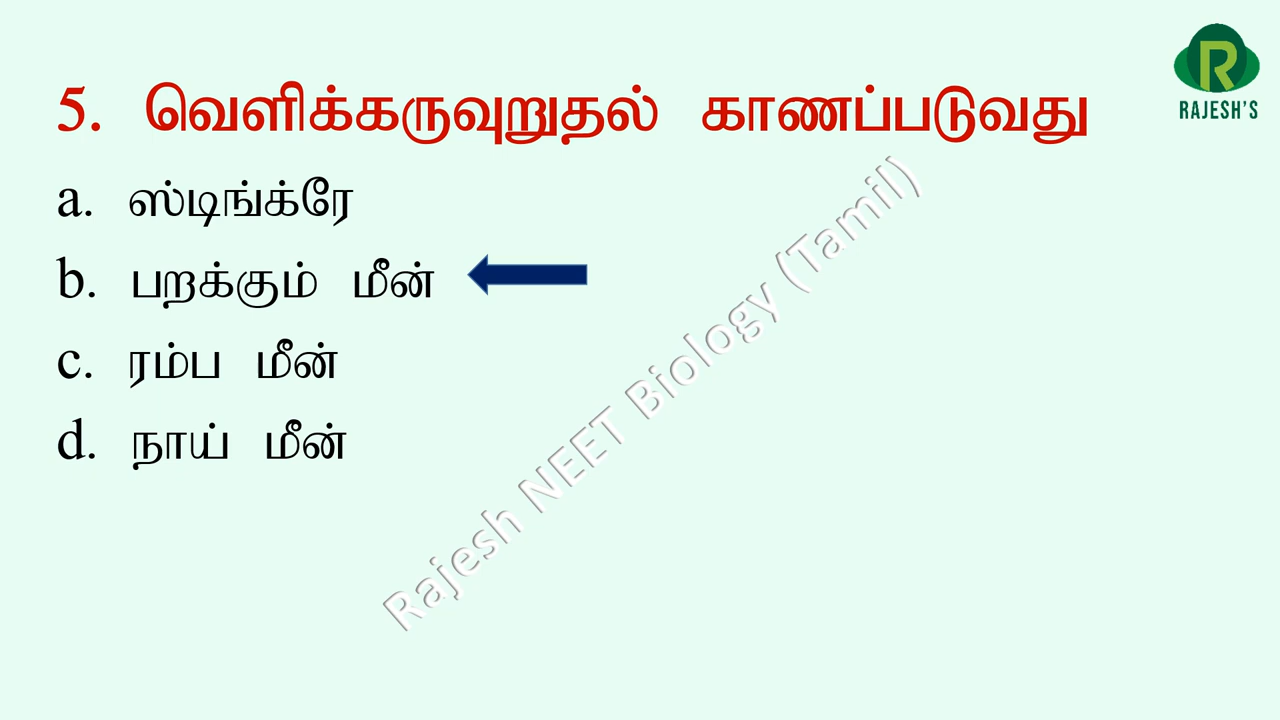 R
RAJESH'S
5. வெளிக்கருவுறுதல் காணப்படுவது
a. ஸ்டிங்க்ரே
b. பறக்கும் மீன்
c. ரம்ப மீன்
d. நாய் மீன்
Rajesh NEET Biology (Tamil)